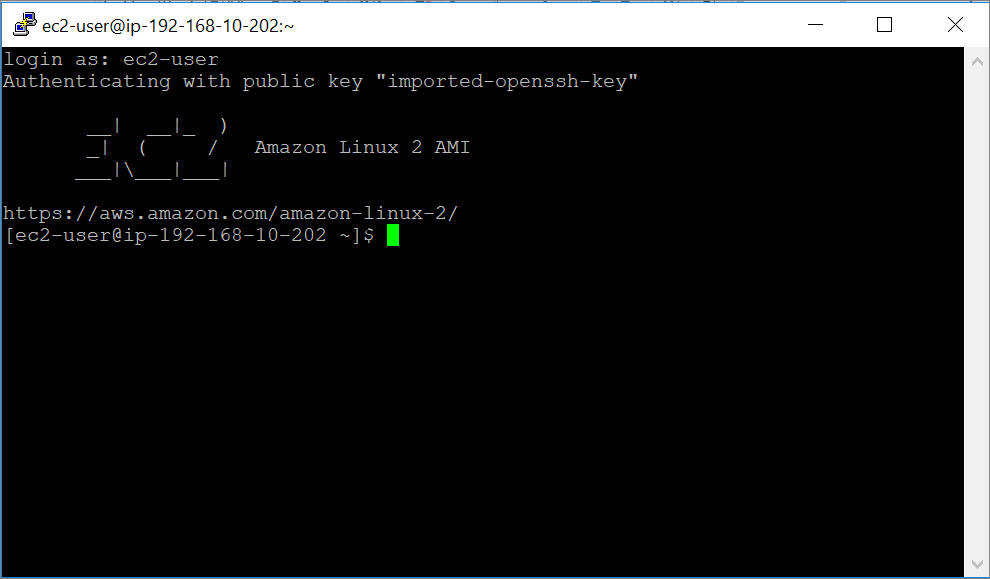 ec2-user@ip-192-168-10-202:~
login as: ec2-user
Authenticating with public key "imported-openssh-key"
       __|  __|_  )
       _|  (     /   Amazon Linux 2 AMI
      ___|\___|___|
https://aws.amazon.com/amazon-linux-2/
[ec2-user@ip-192-168-10-202 ~]$